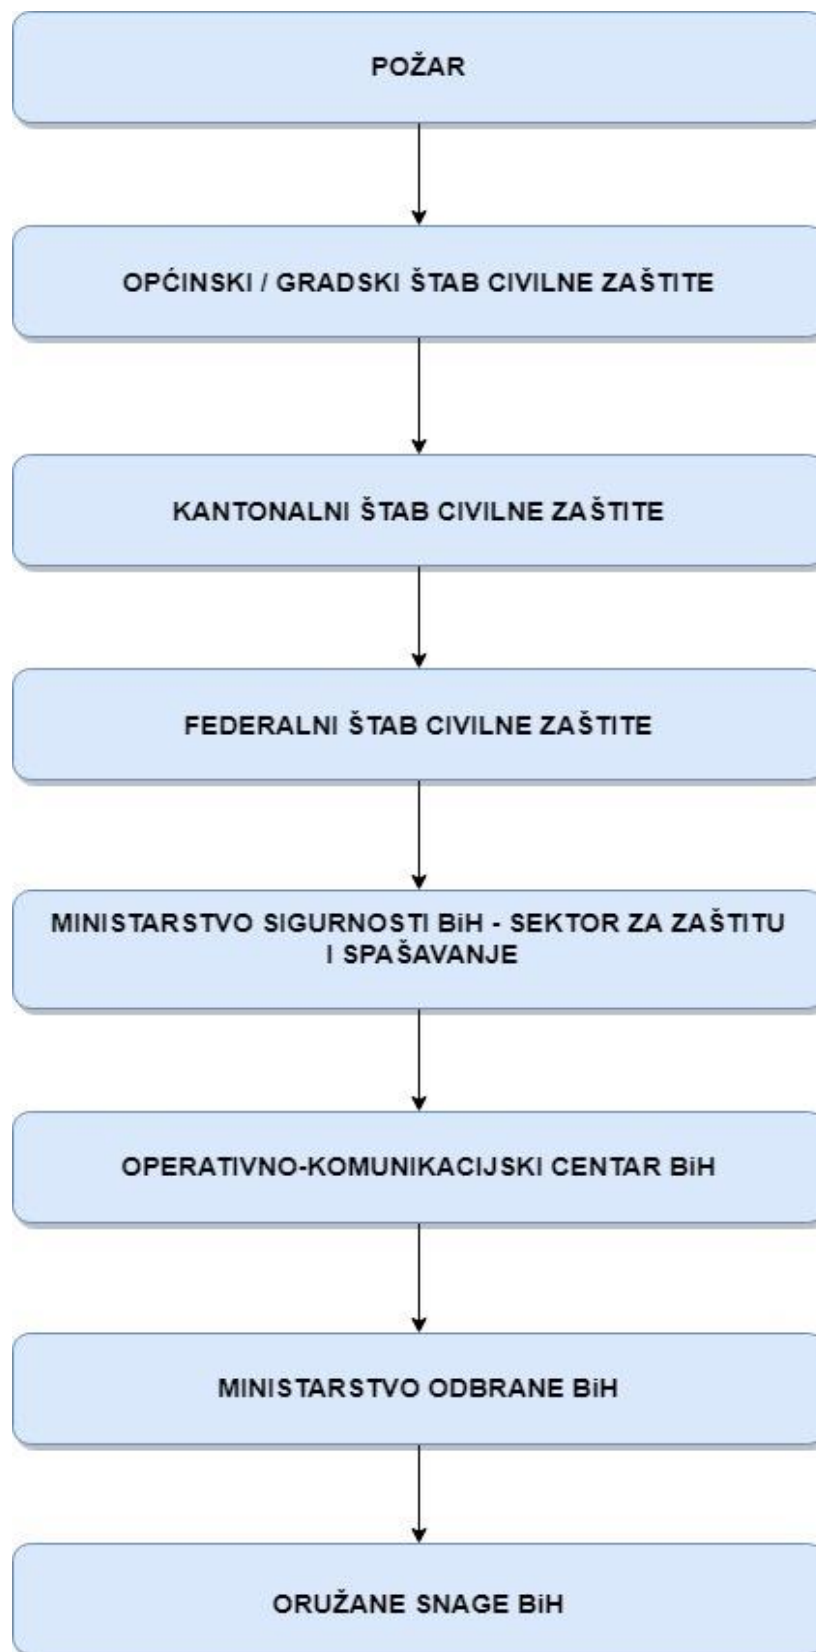 POŽAR
OPĆINSKI / GRADSKI ŠTAB CIVILNE ZAŠTITE
KANTONALNI ŠTAB CIVILNE ZAŠTITE
FEDERALNI ŠTAB CIVILNE ZAŠTITE
MINISTARSTVO SIGURNOSTI BiH - SEKTOR ZA ZAŠTITU
I SPAŠAVANJE
OPERATIVNO-KOMUNIKACIJSKI CENTAR BiH
MINISTARSTVO ODBRANE BiH
ORUŽANE SNAGE BiH